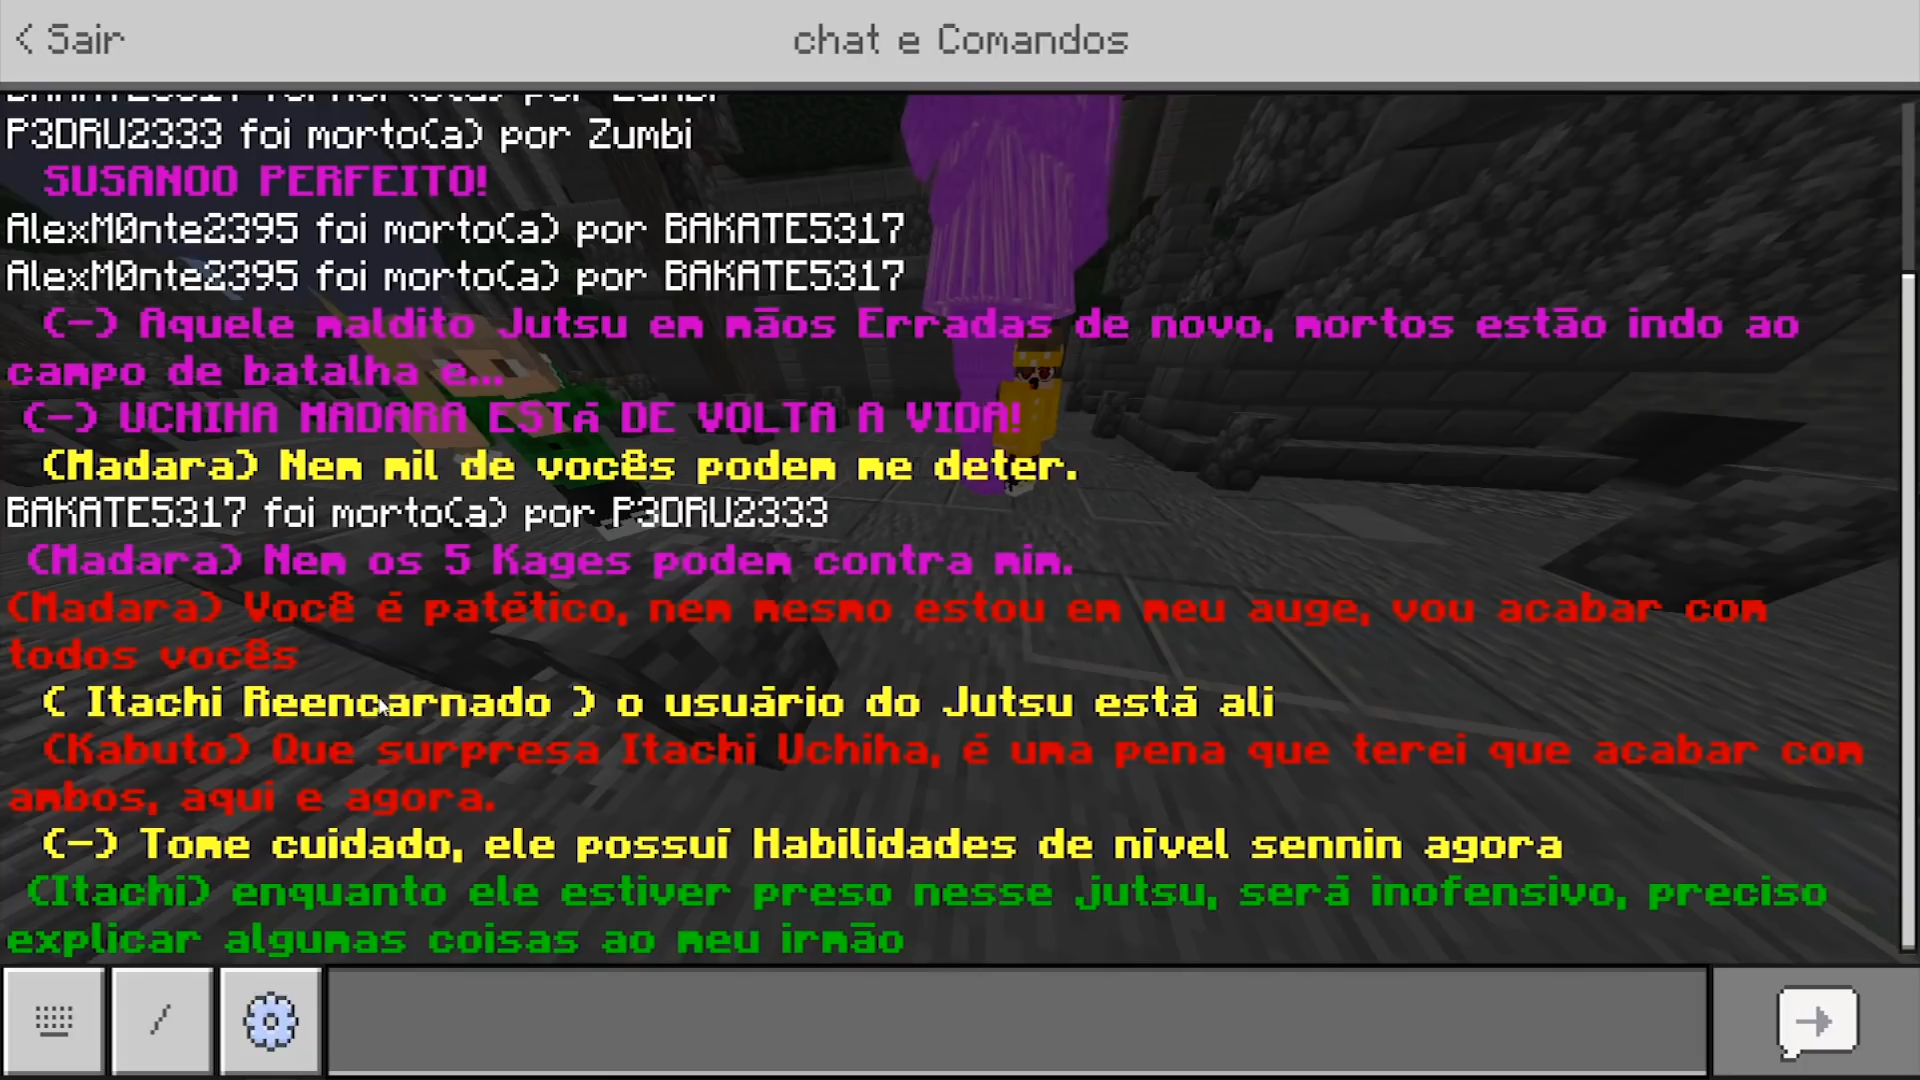 < Sair
chat e Comandos
P3DRU2333 foi morto(a) por Zumbi
SUSANOO PERFEITO!
AlexM0nte2395 foi morto(a) por BAKATE5317
AlexM0nte2395 foi morto(a) por BAKATE5317
(-) Aquele maldito Jutsu em mãos Erradas de novo, mortos estão indo ao
campo de batalha e...
(-) UCHIHA MADARA ESTá DE VOLTA A VIDA!
(Madara) Nem mil de vocês podem me deter.
BAKATE5317 foi morto(a) por P3DRU2333
(Madara) Nem os 5 Kages podem contra mim.
(Madara) Você é patético, nem mesmo estou em meu auge, vou acabar com
todos vocês
( Itachi Reencarnado ) o usuário do Jutsu está ali
(Kabuto) Que surpresa Itachi Uchiha, é uma pena que terei que acabar com
ambos, aqui e agora.
(-) Tome cuidado, ele possuí Habilidades de nível sennin agora
(Itachi) enquanto ele estiver preso nesse jutsu, será inofensivo, preciso
explicar algumas coisas ao meu irmão
/